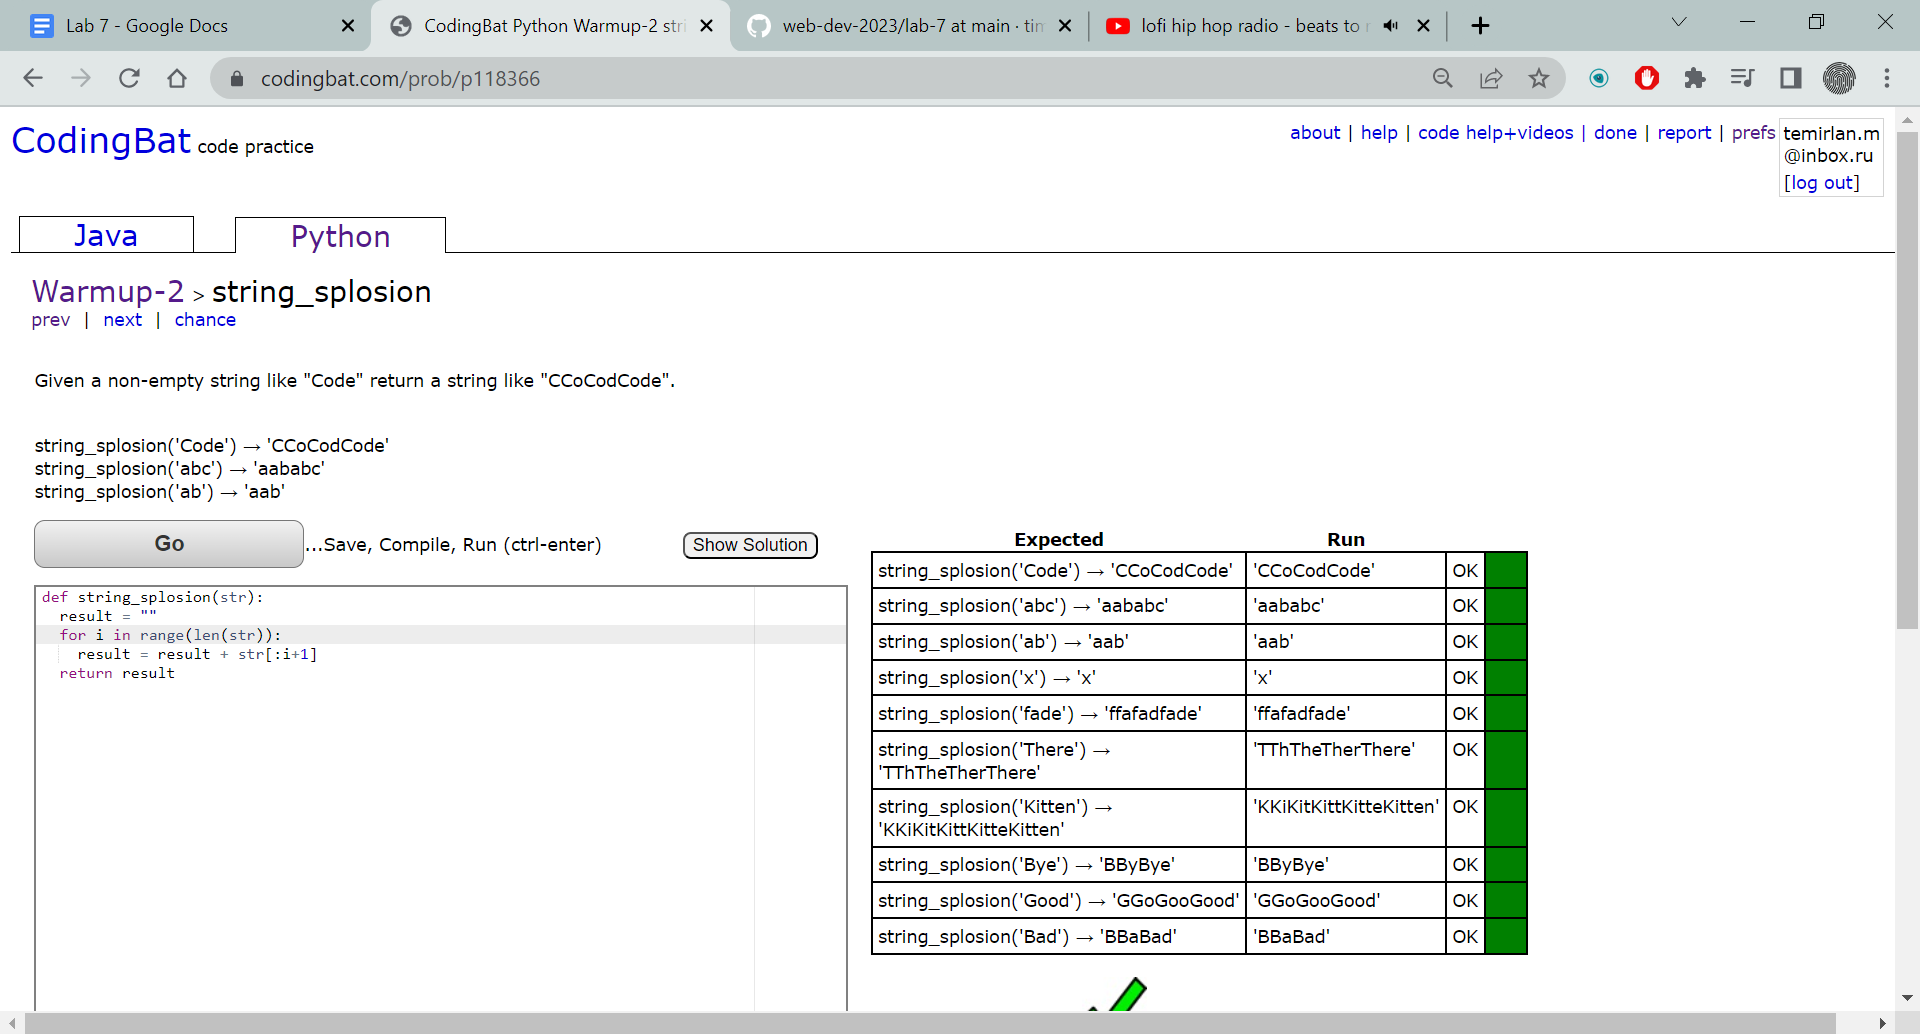 Lab 7 - Google Docs
CodingBat Python Warmup-2 stri
web-dev-2023/lab-7 at main · tim
lofi hip hop radio - beats to r
codingbat.com/prob/p118366
CodingBat code practice
about | help | code help+videos | done | report | prefs
temirlan.m
@inbox.ru
[log out]
Java
Python
Warmup-2 > string_splosion
prev | next | chance
Given a non-empty string like "Code" return a string like "CCoCodCode".
string_splosion('Code') → 'CCoCodCode'
string_splosion('abc') → 'aababc'
string_splosion('ab') → 'aab'
Go
...Save, Compile, Run (ctrl-enter)
Show Solution
def string_splosion(str):
  result = ""
  for i in range(len(str)):
    result = result + str[:i+1]
  return result
Expected Run
string_splosion('Code') → 'CCoCodCode' 'CCoCodCode' OK
string_splosion('abc') → 'aababc' 'aababc' OK
string_splosion('ab') → 'aab' 'aab' OK
string_splosion('x') → 'x' 'x' OK
string_splosion('fade') → 'ffafadfade' 'ffafadfade' OK
string_splosion('There') → 'TThTheTherThere' OK
'TThTheTherThere'
string_splosion('Kitten') → 'KKiKitKittKitteKitten' OK
'KKiKitKittKitteKitten'
string_splosion('Bye') → 'BByBye' 'BByBye' OK
string_splosion('Good') → 'GGoGooGood' 'GGoGooGood' OK
string_splosion('Bad') → 'BBaBad' 'BBaBad' OK